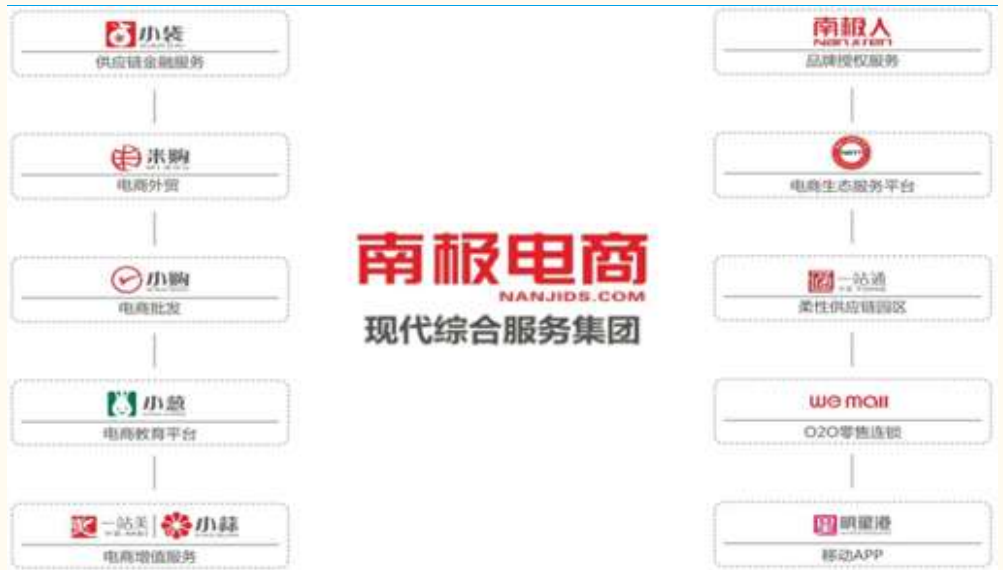 小袋
供应链金融服务
米购
电商外贸
小购
电商批发
小葱
电商教育平台
一站美 | 小蒜
电商增值服务
南极电商
NANJIDS.COM
现代综合服务集团
南极人
Nanjiren
品牌授权服务
电商生态服务平台
一站通
柔性供应链园区
we mall
O2O零售连锁
明星港
移动APP